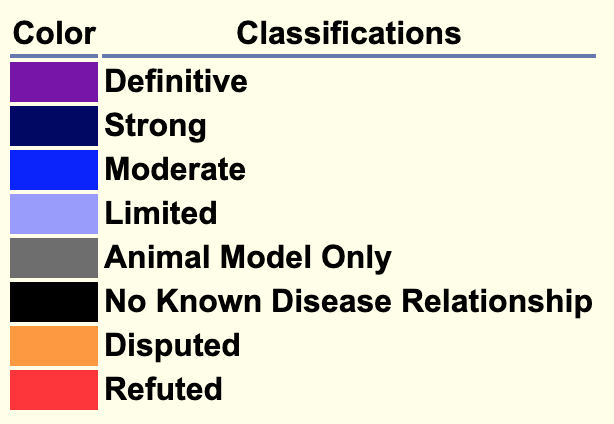 Color Classifications
Definitive
Strong
Moderate
Limited
Animal Model Only
No Known Disease Relationship
Disputed
Refuted